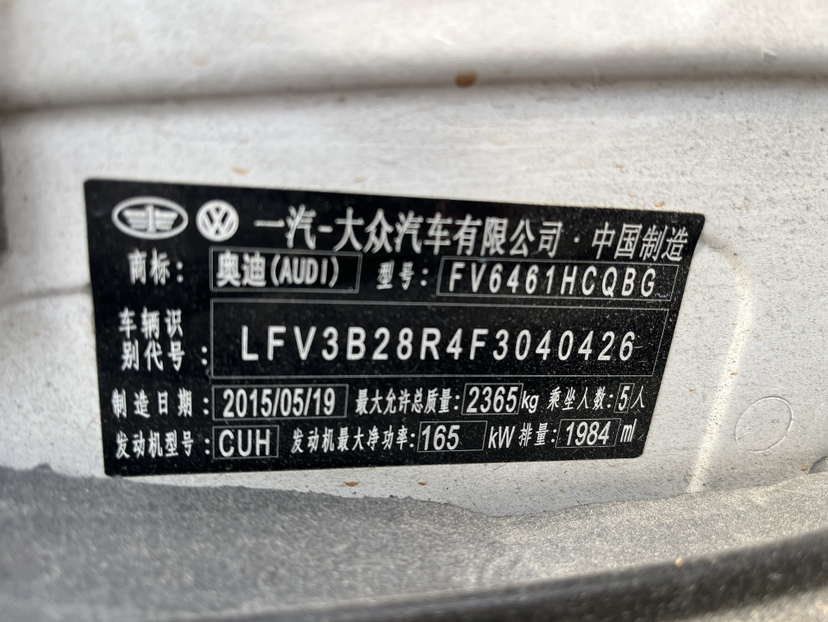 一汽-大众汽车有限公司·中国制造
商标: 奥迪(AUDI) 型号: FV6461HCQBG
车辆识
别代号: LFV3B28R4F3040426
制造日期: 2015/05/19 最大允许总质量: 2365kg 乘坐人数: 5人
发动机型号: CUH 发动机最大净功率: 165 kW 排量: 1984 ml